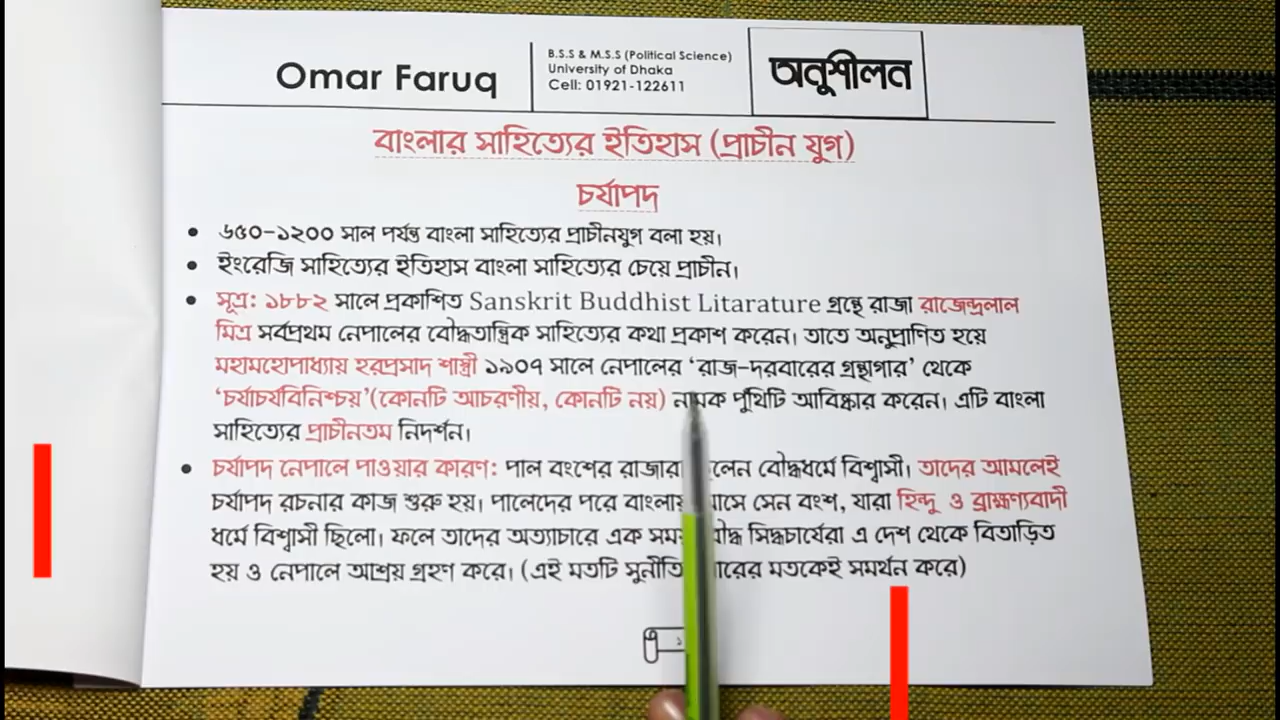 Omar Faruq
B.S.S & M.S.S (Political Science)
University of Dhaka
Cell: 01921-122611
অনুশীলন
বাংলার সাহিত্যের ইতিহাস (প্রাচীন যুগ)
চর্যাপদ
• ৬৫০-১২০০ সাল পর্যন্ত বাংলা সাহিত্যের প্রাচীনযুগ বলা হয়।
• ইংরেজি সাহিত্যের ইতিহাস বাংলা সাহিত্যের চেয়ে প্রাচীন।
• সূত্র: ১৮৮২ সালে প্রকাশিত Sanskrit Buddhist Litarature গ্রন্থে রাজা রাজেন্দ্রলাল
মিত্র সর্বপ্রথম নেপালের বৌদ্ধতান্ত্রিক সাহিত্যের কথা প্রকাশ করেন। তাতে অনুপ্রাণিত হয়ে
মহামহোপাধ্যায় হরপ্রসাদ শাস্ত্রী ১৯০৭ সালে নেপালের ‘রাজ-দরবারের গ্রন্থাগার’ থেকে
‘চর্যাচর্যবিনিশ্চয়’(কোনটি আচরণীয়, কোনটি নয়) নামক পুঁথিটি আবিষ্কার করেন। এটি বাংলা
সাহিত্যের প্রাচীনতম নিদর্শন।
• চর্যাপদ নেপালে পাওয়ার কারণ: পাল বংশের রাজারা বৌদ্ধধর্মে বিশ্বাসী। তাদের আমলেই
চর্যাপদ রচনার কাজ শুরু হয়। পালেদের পরে বাংলায় আসে সেন বংশ, যারা হিন্দু ও ব্রাহ্মণ্যবাদী
ধর্মে বিশ্বাসী ছিলো। ফলে তাদের অত্যাচারে এক সময় বৌদ্ধ সিদ্ধচার্যেরা এ দেশ থেকে বিতাড়িত
হয় ও নেপালে আশ্রয় গ্রহণ করে। (এই মতটি মতকেই সমর্থন করে)